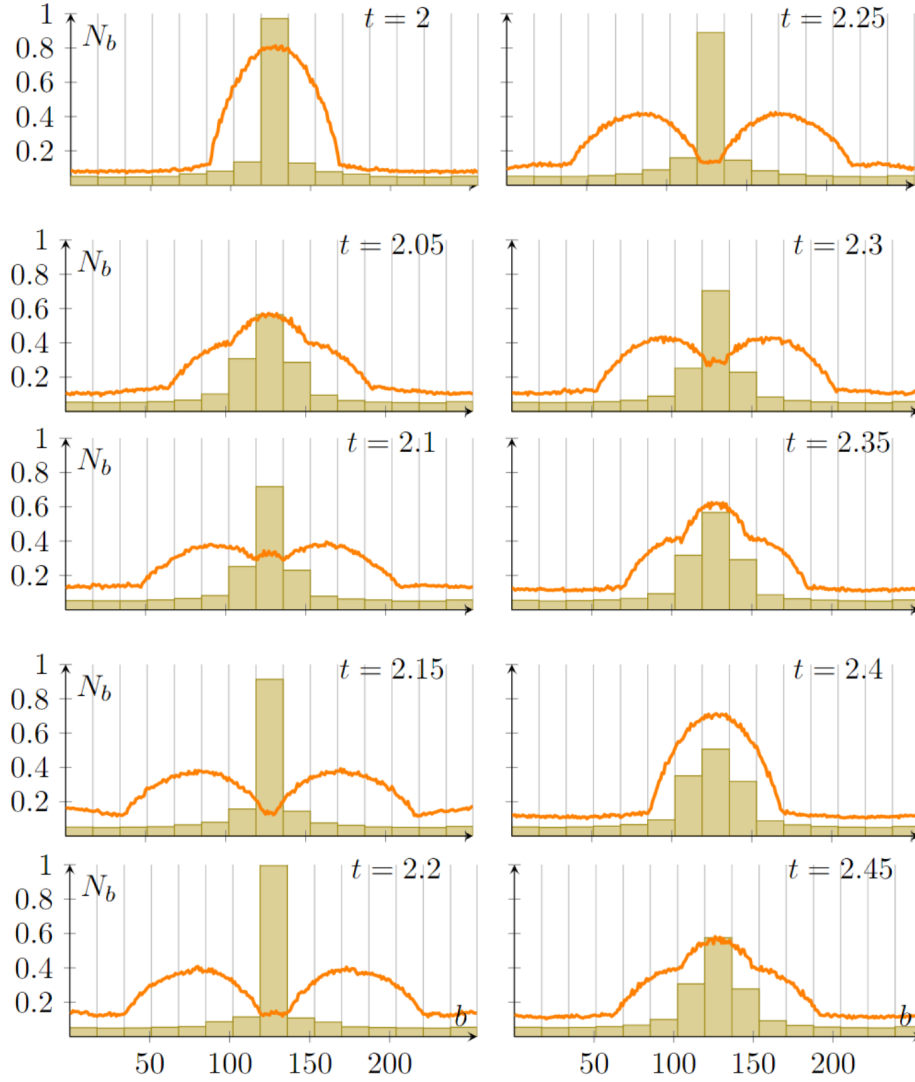 1 N_b t = 2 t = 2.25
0.8
0.6
0.4
0.2
50 100 150 200
1 N_b t = 2.05 t = 2.3
0.8
0.6
0.4
0.2
1 N_b t = 2.1 t = 2.35
0.8
0.6
0.4
0.2
1 N_b t = 2.15 t = 2.4
0.8
0.6
0.4
0.2
1 N_b t = 2.2 t = 2.45
0.8
0.6
0.4
0.2 b b
50 100 150 200 50 100 150 200